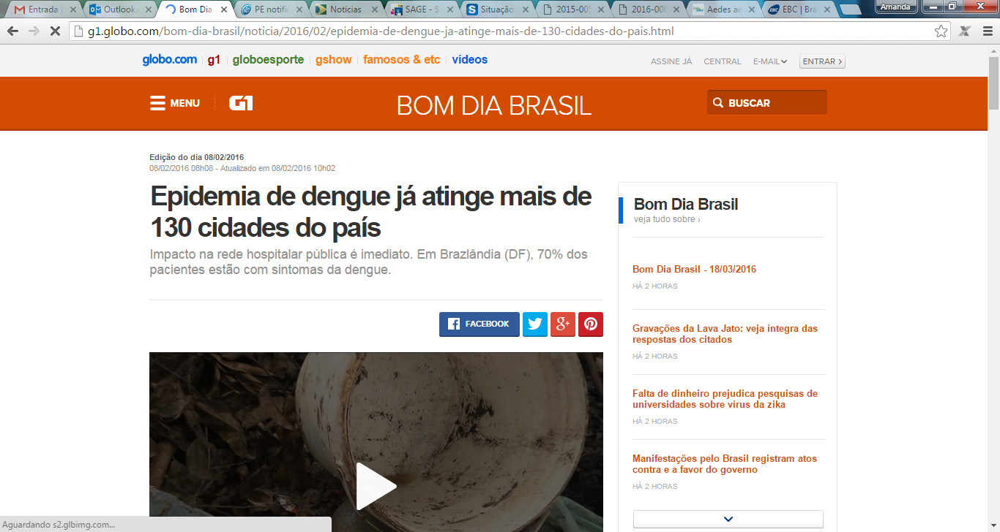 Entrada
Outlook.
Bom Dia
PE notific
Notícias
SAGE - S
Situação
2015-005
2016-006
Aedes ae
EBC | Bra
Amanda
g1.globo.com/bom-dia-brasil/noticia/2016/02/epidemia-de-dengue-ja-atinge-mais-de-130-cidades-do-pais.html
globo.com g1 globoesporte gshow famosos & etc vídeos
ASSINE JÁ CENTRAL E-MAIL ENTRAR ›
MENU G1 BOM DIA BRASIL BUSCAR
Edição do dia 08/02/2016
08/02/2016 08h08 - Atualizado em 08/02/2016 10h02
Epidemia de dengue já atinge mais de
130 cidades do país
Impacto na rede hospitalar pública é imediato. Em Brazlândia (DF), 70% dos
pacientes estão com sintomas da dengue.
FACEBOOK
g+
Bom Dia Brasil
veja tudo sobre ›
Bom Dia Brasil - 18/03/2016
HÁ 2 HORAS
Gravações da Lava Jato: veja íntegra das
respostas dos citados
HÁ 2 HORAS
Falta de dinheiro prejudica pesquisas de
universidades sobre vírus da zika
HÁ 2 HORAS
Manifestações pelo Brasil registram atos
contra e a favor do governo
HÁ 2 HORAS
Aguardando s2.glbimg.com...